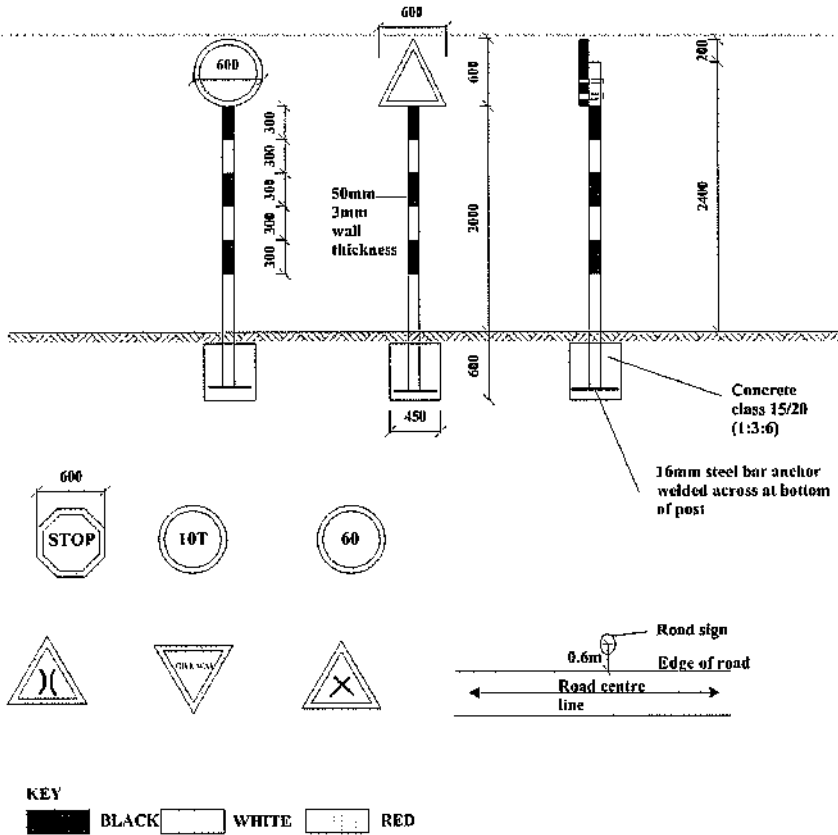 600
600
600
200
300
300
300
300
300
50mm
3mm
wall
thickness
2000
2400
600
450
Concrete
class 15/20
(1:3:6)
16mm steel bar anchor
welded across at bottom
of post
600
STOP
10T
60
)(
GIVE WAY
X
Road sign
0.6m
Edge of road
Road centre
line
KEY
BLACK
WHITE
RED